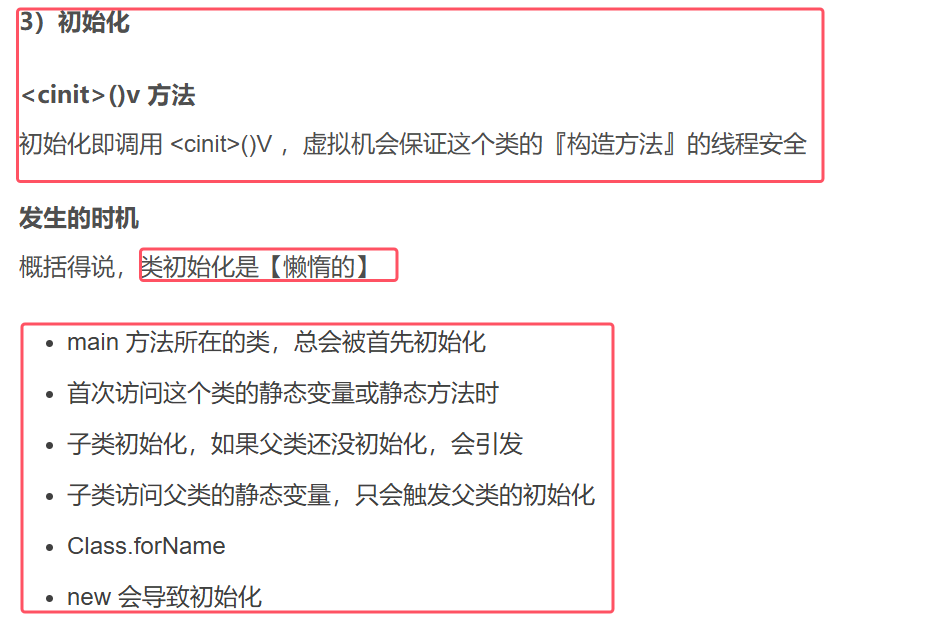 3）初始化
<cinit>()v 方法
初始化即调用 <cinit>()V ，虚拟机会保证这个类的『构造方法』的线程安全
发生的时机
概括得说，类初始化是【懒惰的】
• main 方法所在的类，总会被首先初始化
• 首次访问这个类的静态变量或静态方法时
• 子类初始化，如果父类还没初始化，会引发
• 子类访问父类的静态变量，只会触发父类的初始化
• Class.forName
• new 会导致初始化